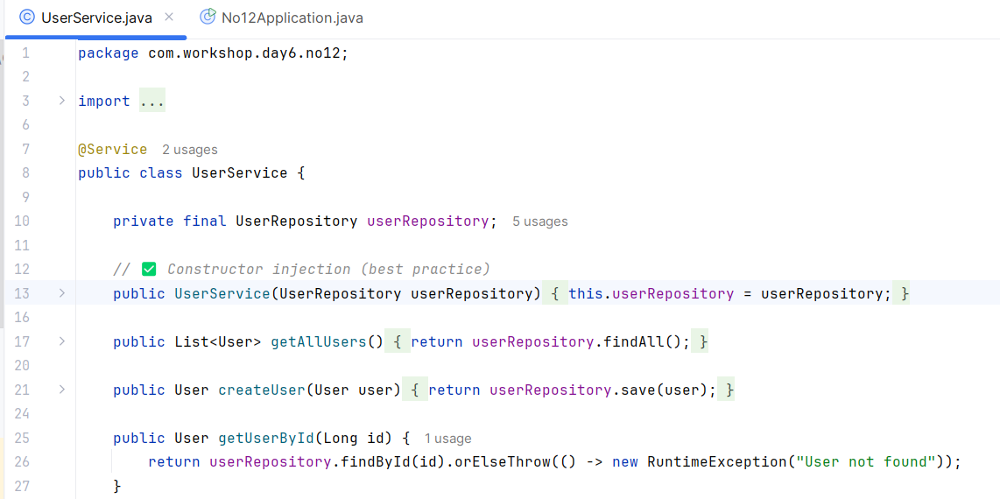 UserService.java × No12Application.java
1 package com.workshop.day6.no12;
2
3 import ...
6
7 @Service 2 usages
8 public class UserService {
9
10 private final UserRepository userRepository; 5 usages
11
12 // ✅ Constructor injection (best practice)
13 public UserService(UserRepository userRepository) { this.userRepository = userRepository; }
16
17 public List<User> getAllUsers() { return userRepository.findAll(); }
20
21 public User createUser(User user) { return userRepository.save(user); }
24
25 public User getUserById(Long id) { 1 usage
26 return userRepository.findById(id).orElseThrow(() -> new RuntimeException("User not found"));
27 }